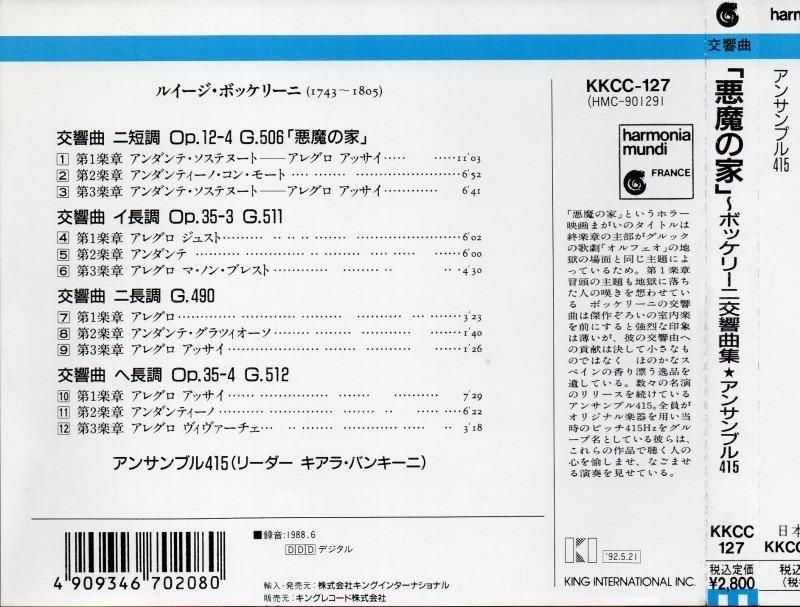 ルイージ・ボッケリーニ (1743～1805)
交響曲 ニ短調 Op.12-4 G.506「悪魔の家」
1 第1楽章 アンダンテ・ソステヌート――アレグロ アッサイ…… ……11'03
2 第2楽章 アンダンティーノ・コン・モート…… ……6'52
3 第3楽章 アンダンテ・ソステヌート――アレグロ アッサイ…… 6'41
交響曲 イ長調 Op.35-3 G.511
4 第1楽章 アレグロ ジュスト…… ……6'02
5 第2楽章 アンダンテ…… ……6'00
6 第3楽章 アレグロ マ・ノン・プレスト…… ……4'30
交響曲 ニ長調 G.490
7 第1楽章 アレグロ…… ……3'23
8 第2楽章 アンダンテ・グラツィオーソ…… ……1'40
9 第3楽章 アレグロ アッサイ…… ……1'26
交響曲 ヘ長調 Op.35-4 G.512
10 第1楽章 アレグロ アッサイ…… ……7'29
11 第2楽章 アンダンティーノ…… ……6'22
12 第3楽章 アレグロ ヴィヴァーチェ…… ……3'18
アンサンブル415(リーダー キアラ・バンキーニ)
4 909346 702080
■録音:1988.6
DDD デジタル
輸入・発売元:株式会社キングインターナショナル
販売元:キングレコード株式会社
KKCC-127
(HMC-901291)
harmonia
mundi
FRANCE
「悪魔の家」というホラー
映画まがいのタイトルは
終楽章の主部がグルック
の歌劇「オルフェオ」の地
獄の場面と同じ主題によ
っているため。第1楽章
冒頭の主題も地獄に落ち
た人の嘆きを想わせてい
る ボッケリーニの交響
曲は傑作ぞろいの室内楽
を前にすると強烈な印象
は薄いが、彼の交響曲へ
の貢献は決して小さなも
のではなく ほのかなス
ペインの香り漂う逸品を
遺している。数々の名演
のリリースを続けている
アンサンブル415。全員が
オリジナル楽器を用い当
時のピッチ415Hzをグル
ープ名としている彼らは、
これらの作品で聴く人の
心を愉しませ、なごませ
る演奏を見せている。
KI
'92.5.21
KING INTERNATIONAL INC.
交響曲
「悪魔の家」～ボッケリーニ交響曲集★アンサンブル415
KKCC
127
税込定価
¥2,800
harm
アンサンブル415
日本
KKCC
税込